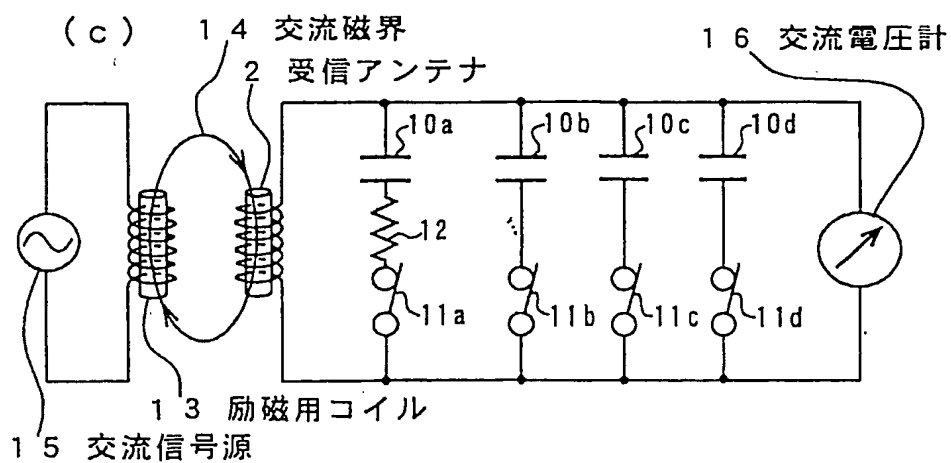 (c)
14 交流磁界
2 受信アンテナ
16 交流電圧計
10a
10b
10c
10d
12
11a
11b
11c
11d
13 励磁用コイル
15 交流信号源